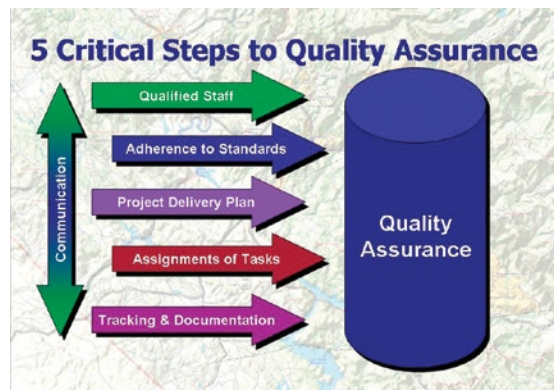 5 Critical Steps to Quality Assurance
Communication
Qualified Staff
Adherence to Standards
Project Delivery Plan
Assignments of Tasks
Tracking & Documentation
Quality
Assurance